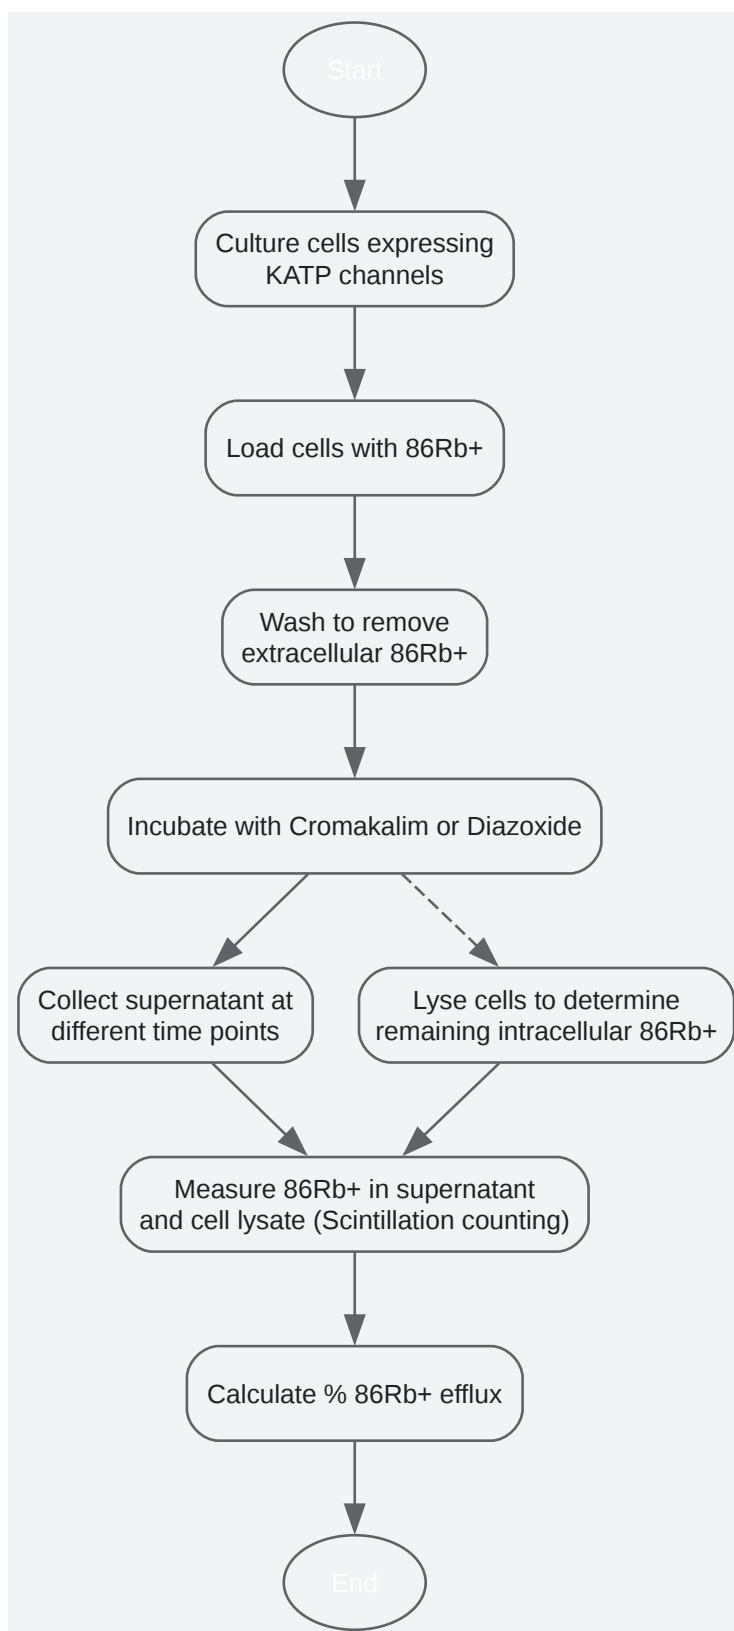 Start
Culture cells expressing
KATP channels
Load cells with 86Rb+
Wash to remove
extracellular 86Rb+
Incubate with Cromakalim or Diazoxide
Collect supernatant at
different time points
Lyse cells to determine
remaining intracellular 86Rb+
Measure 86Rb+ in supernatant
and cell lysate (Scintillation counting)
Calculate % 86Rb+ efflux
End